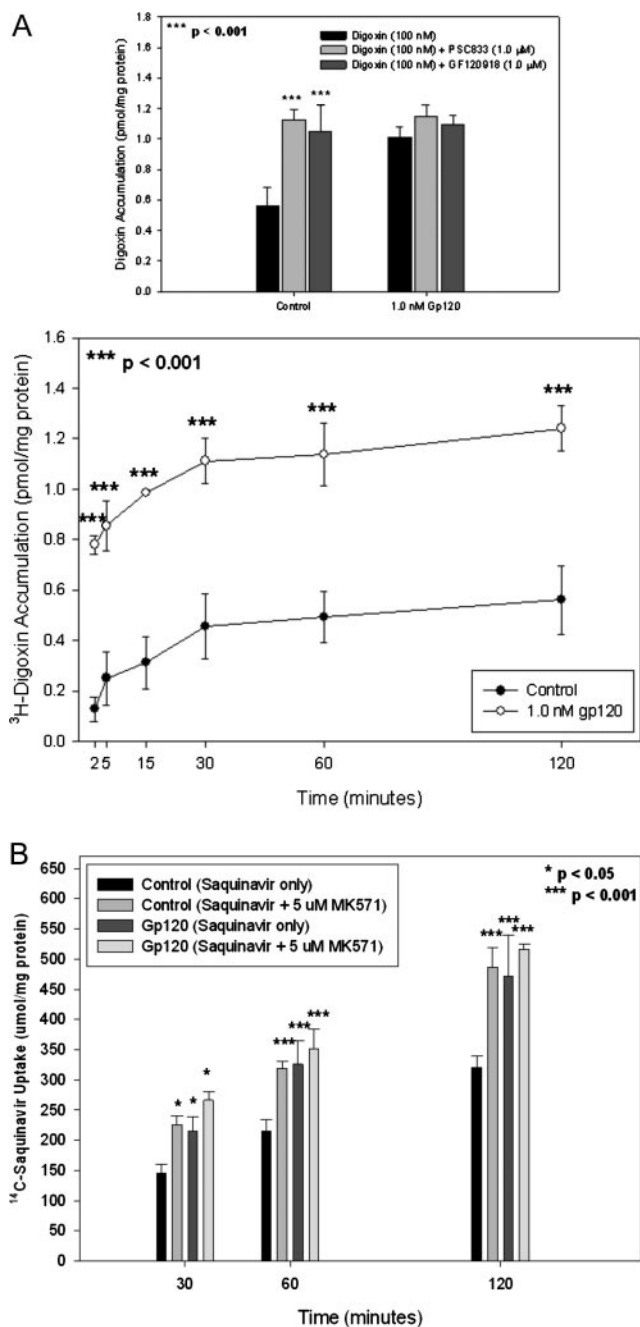 A
*** p < 0.001
Digoxin (100 nM)
Digoxin (100 nM) + PSC833 (1.0 μM)
Digoxin (100 nM) + GF120918 (1.0 μM)
Digoxin Accumulation (pmol/mg protein)
1.8
1.6
1.4
1.2
1.0
0.8
0.6
0.4
0.2
0.0
*** ***
Control 1.0 nM Gp120
*** p < 0.001
³H-Digoxin Accumulation (pmol/mg protein)
1.6
1.4
1.2
1.0
0.8
0.6
0.4
0.2
0.0
*** *** *** *** *** ***
Control
1.0 nM gp120
2 5 15 30 60 120
Time (minutes)
B
Control (Saquinavir only)
Control (Saquinavir + 5 uM MK571)
Gp120 (Saquinavir only)
Gp120 (Saquinavir + 5 uM MK571)
* p < 0.05
*** p < 0.001
¹⁴C-Saquinavir Uptake (umol/mg protein)
650
600
550
500
450
400
350
300
250
200
150
100
50
0
* * *
*** *** ***
*** *** ***
30 60 120
Time (minutes)